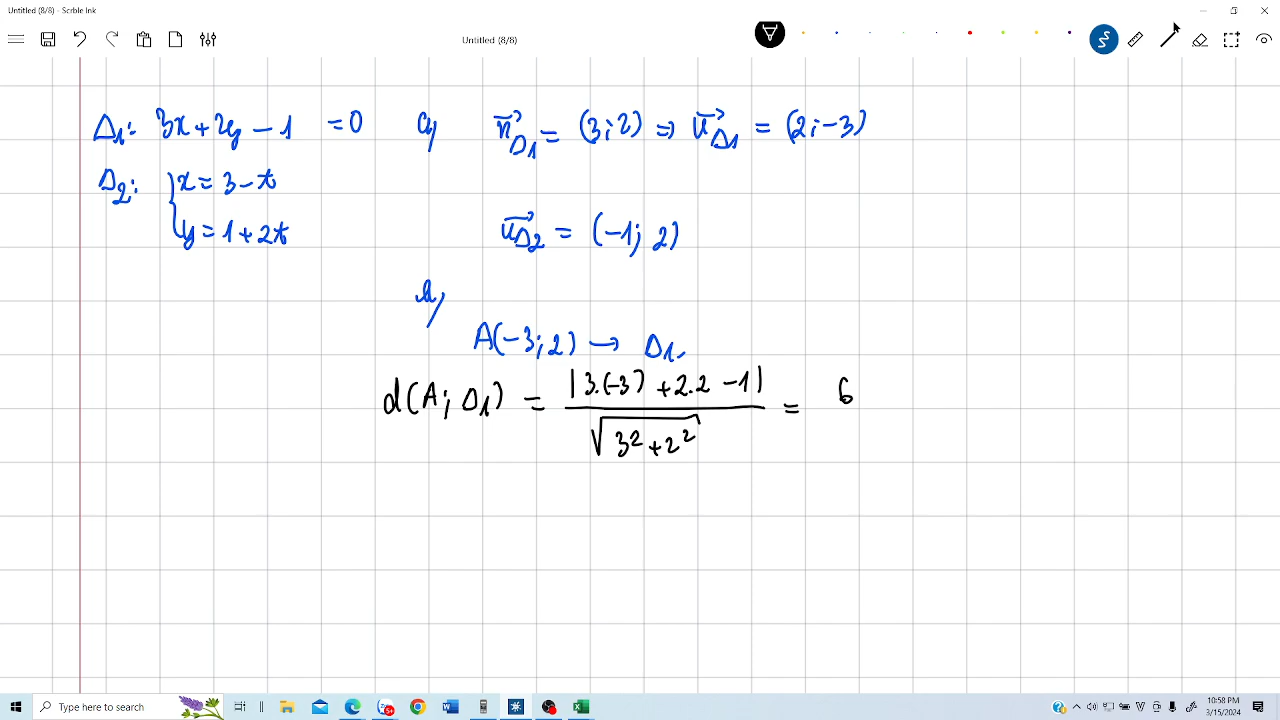 Untitled (8/8) - Scrble Ink
Untitled (8/8)
Δ1: 3x + 2y - 1 = 0 a, n⃗Δ1 = (3; 2) ⇒ u⃗Δ1 = (2; -3)
Δ2: { x = 3 - t
y = 1 + 2t
u⃗Δ2 = (-1; 2)
b,
A(-3; 2) → Δ1.
d(A; Δ1) = |3.(-3) + 2.2 - 1| / √(3² + 2²) = 6
Type here to search
10:58 PM
3/15/2024